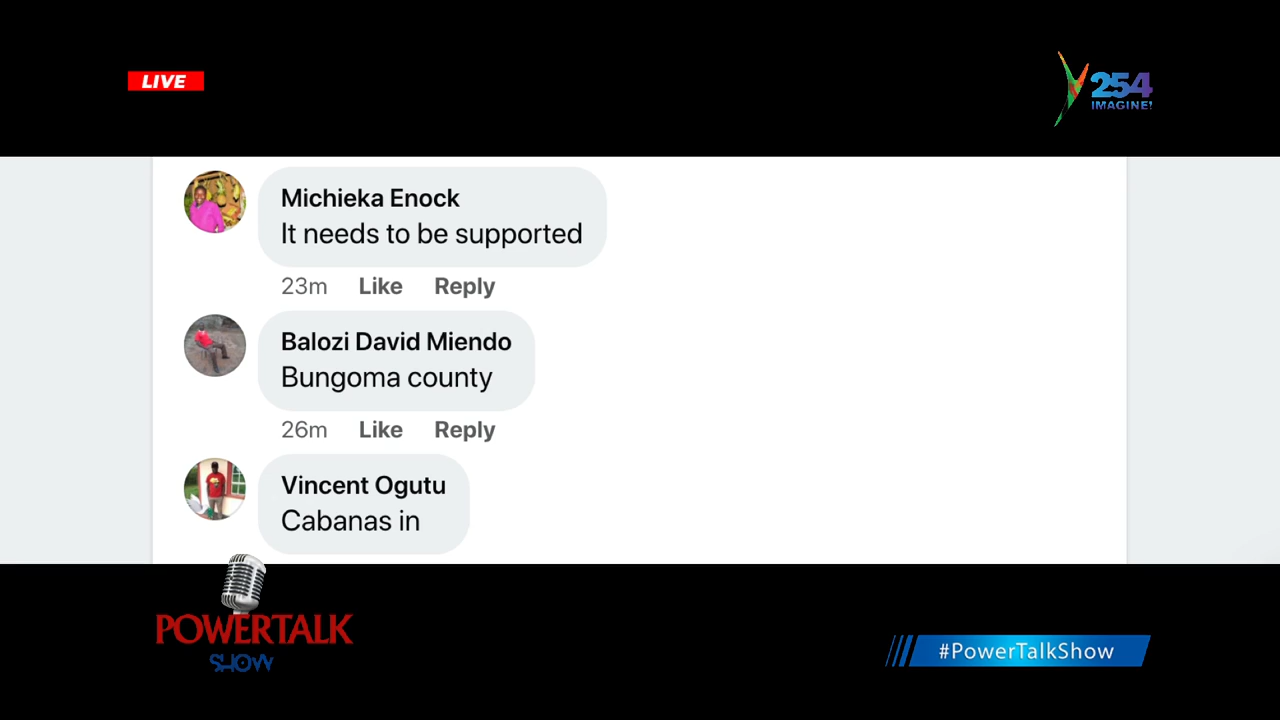 LIVE
254
IMAGINE!
Michieka Enock
It needs to be supported
23m Like Reply
Balozi David Miendo
Bungoma county
26m Like Reply
Vincent Ogutu
Cabanas in
POWERTALK
SHOW
#PowerTalkShow